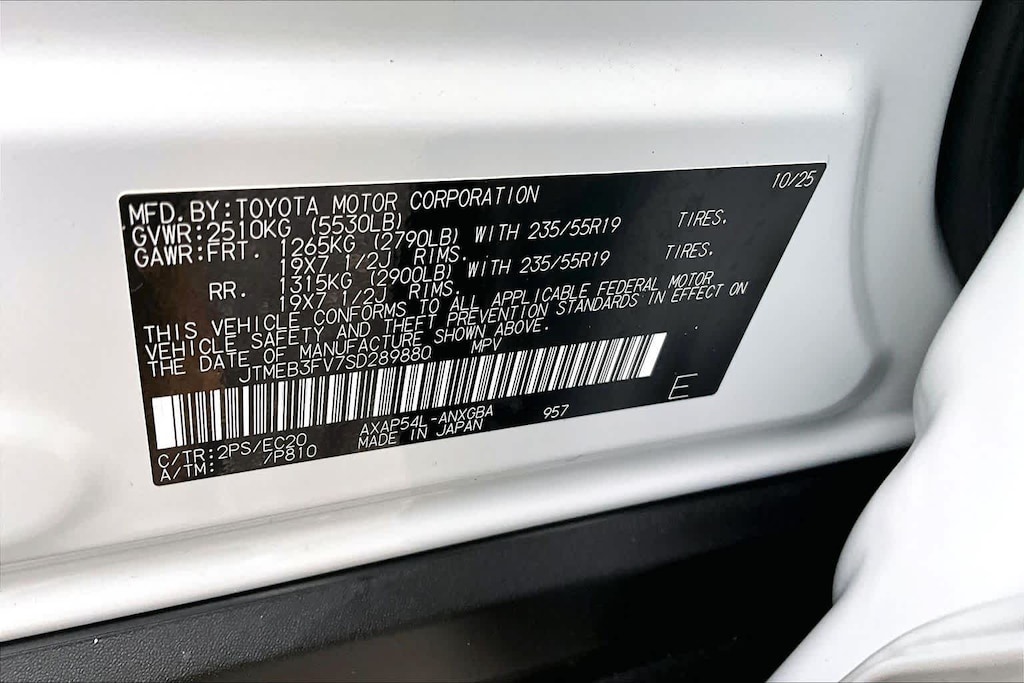 10/25
MFD.BY:TOYOTA MOTOR CORPORATION
GVWR:2510KG (5530LB)
GAWR:FRT. 1265KG (2790LB) WITH 235/55R19 TIRES.
19X7 1/2J RIMS.
RR. 1315KG (2900LB) WITH 235/55R19 TIRES.
19X7 1/2J RIMS.
THIS VEHICLE CONFORMS TO ALL APPLICABLE FEDERAL MOTOR
VEHICLE SAFETY AND THEFT PREVENTION STANDARDS IN EFFECT ON
THE DATE OF MANUFACTURE SHOWN ABOVE.
JTMEB3FV7SD289880 MPV
E
C/TR:2PS/EC20 AXAP54L-ANXGBA 957
A/TM: /P810 MADE IN JAPAN